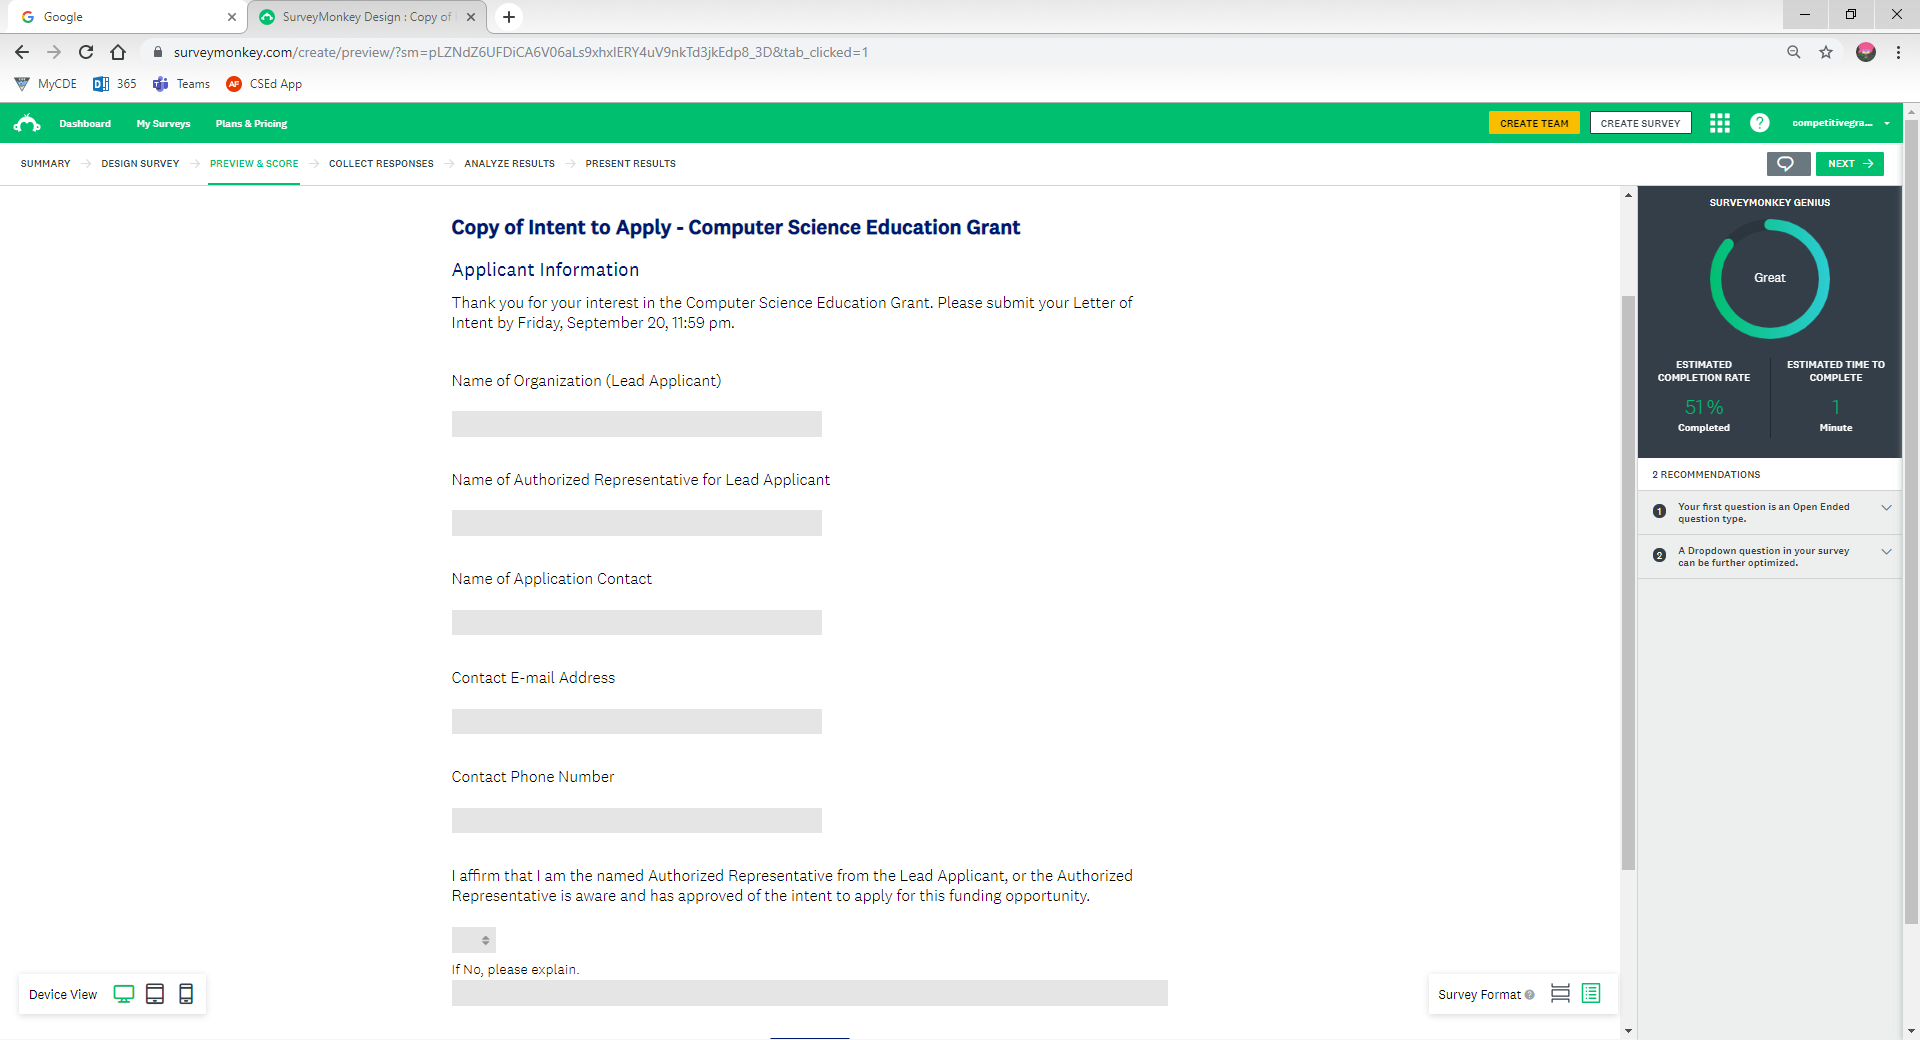 Google
SurveyMonkey Design : Copy of
surveymonkey.com/create/preview/?sm=pLZNdZ6UFDiCA6V06aLs9xhxIERY4uV9nkTd3jkEdp8_3D&tab_clicked=1
MyCDE 365 Teams CSEd App
Dashboard My Surveys Plans & Pricing CREATE TEAM CREATE SURVEY ? competitivegra...
SUMMARY DESIGN SURVEY PREVIEW & SCORE COLLECT RESPONSES ANALYZE RESULTS PRESENT RESULTS NEXT
Copy of Intent to Apply - Computer Science Education Grant
Applicant Information
Thank you for your interest in the Computer Science Education Grant. Please submit your Letter of
Intent by Friday, September 20, 11:59 pm.
Name of Organization (Lead Applicant)
Name of Authorized Representative for Lead Applicant
Name of Application Contact
Contact E-mail Address
Contact Phone Number
I affirm that I am the named Authorized Representative from the Lead Applicant, or the Authorized
Representative is aware and has approved of the intent to apply for this funding opportunity.
If No, please explain.
Device View
Survey Format ?
SURVEYMONKEY GENIUS
Great
ESTIMATED
COMPLETION RATE
51%
Completed
ESTIMATED TIME TO
COMPLETE
1
Minute
2 RECOMMENDATIONS
1 Your first question is an Open Ended
question type.
2 A Dropdown question in your survey
can be further optimized.